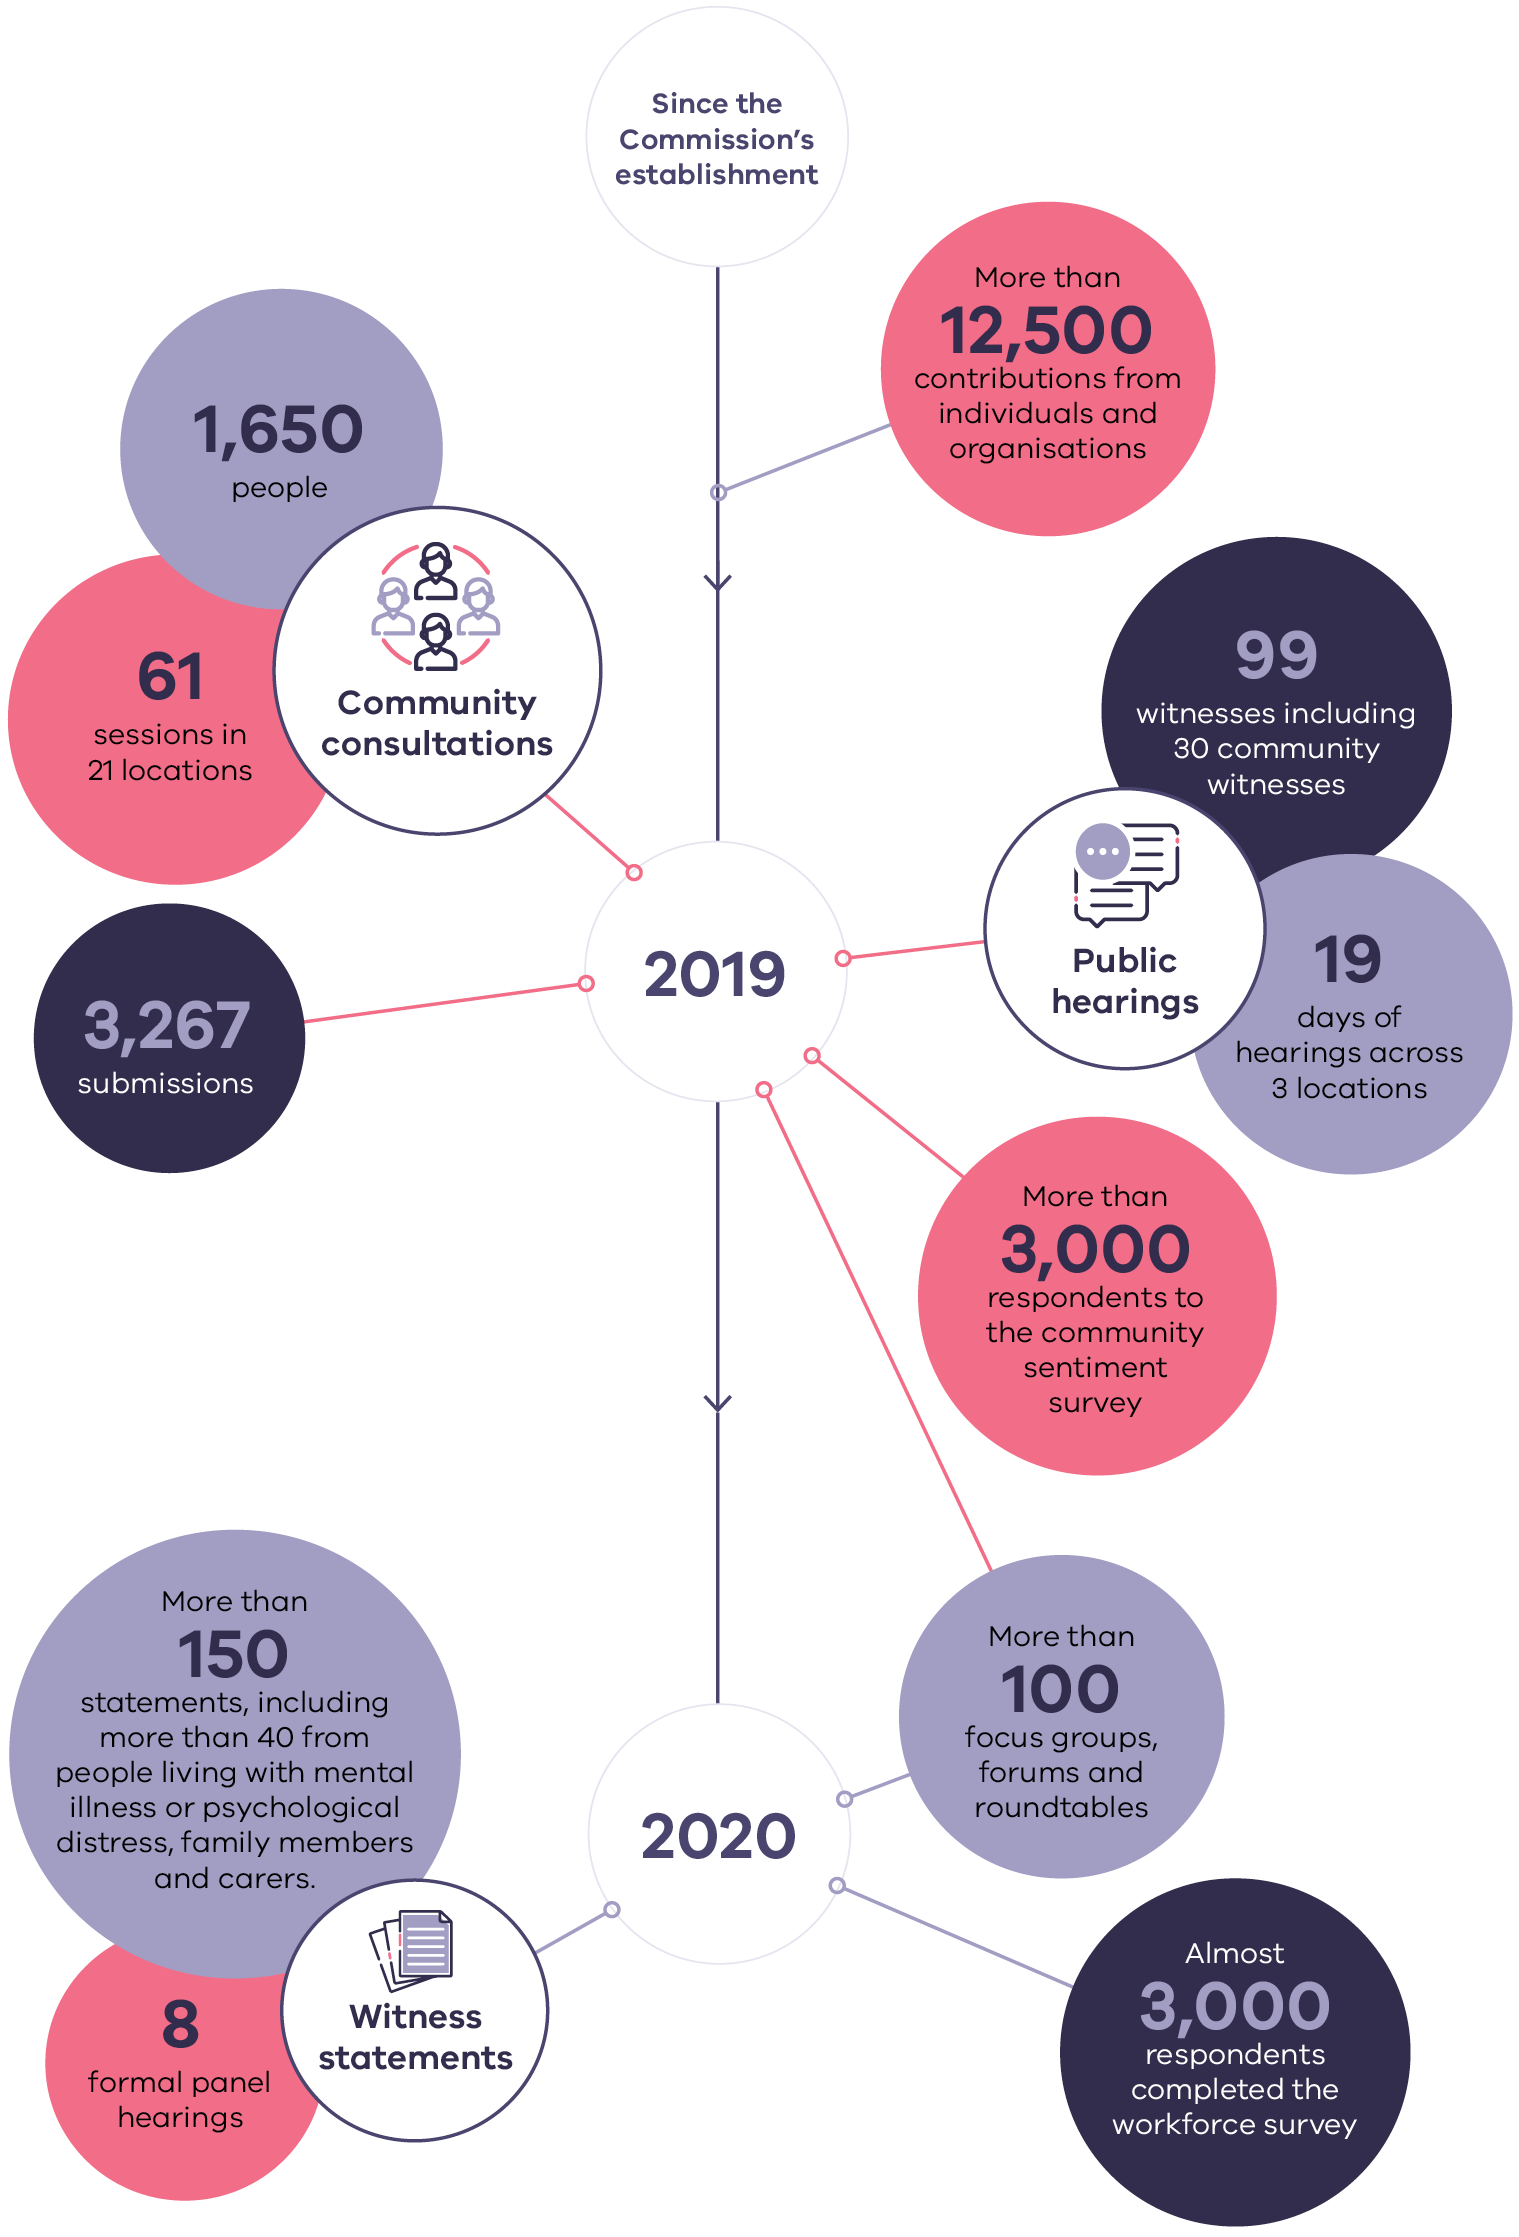 Since the
Commission's
establishment
More than
12,500
contributions from
individuals and
organisations
1,650
people
61
sessions in
21 locations
Community
consultations
99
witnesses including
30 community
witnesses
19
days of
hearings across
3 locations
Public
hearings
2019
3,267
submissions
More than
3,000
respondents to
the community
sentiment
survey
More than
100
focus groups,
forums and
roundtables
More than
150
statements, including
more than 40 from
people living with mental
illness or psychological
distress, family members
and carers.
2020
8
formal panel
hearings
Witness
statements
Almost
3,000
respondents
completed the
workforce survey